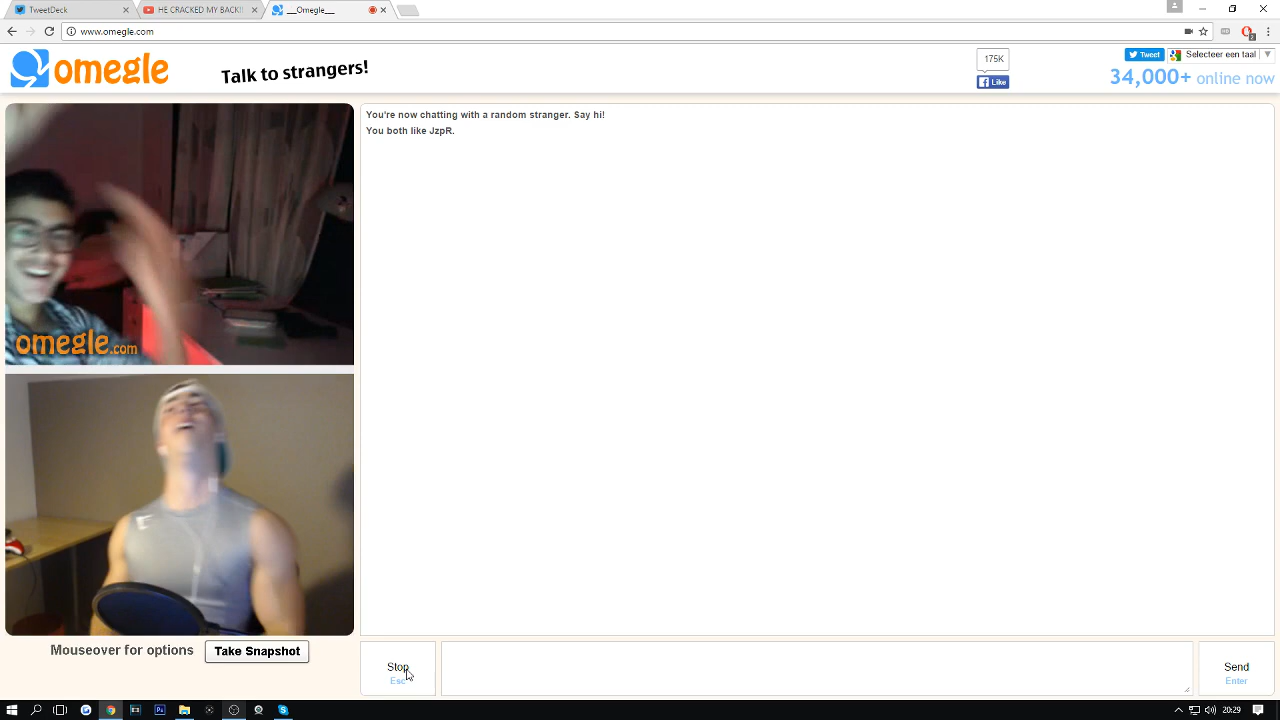 TweetDeck
HE CRACKED MY BACK!!
__Omegle__
www.omegle.com
omegle
Talk to strangers!
175K
Like
Tweet
Selecteer een taal
34,000+ online now
You're now chatting with a random stranger. Say hi!
You both like JzpR.
omegle.com
Mouseover for options
Take Snapshot
Stop
Esc
Send
Enter
20:29